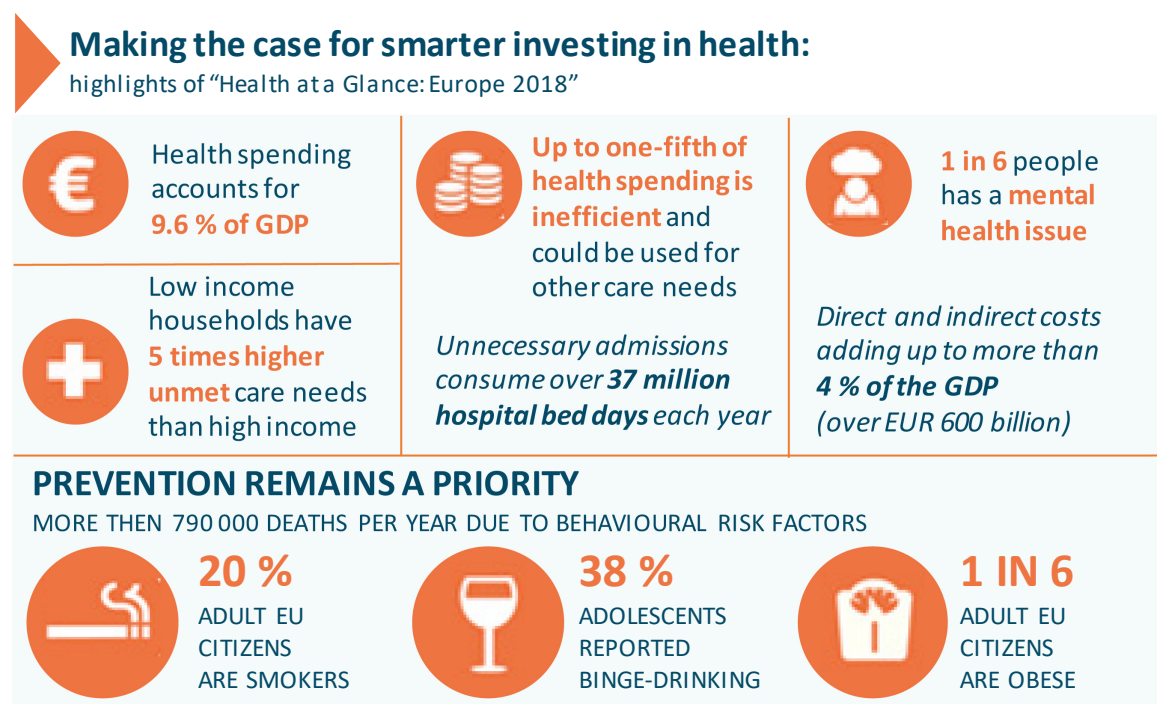 Making the case for smarter investing in health:
highlights of “Health at a Glance: Europe 2018”
€
Health spending
accounts for
9.6 % of GDP
Low income
households have
5 times higher
unmet care needs
than high income
Up to one-fifth of
health spending is
inefficient and
could be used for
other care needs
Unnecessary admissions
consume over 37 million
hospital bed days each year
1 in 6 people
has a mental
health issue
Direct and indirect costs
adding up to more than
4 % of the GDP
(over EUR 600 billion)
PREVENTION REMAINS A PRIORITY
MORE THEN 790 000 DEATHS PER YEAR DUE TO BEHAVIOURAL RISK FACTORS
20 %
ADULT EU
CITIZENS
ARE SMOKERS
38 %
ADOLESCENTS
REPORTED
BINGE-DRINKING
1 IN 6
ADULT EU
CITIZENS
ARE OBESE